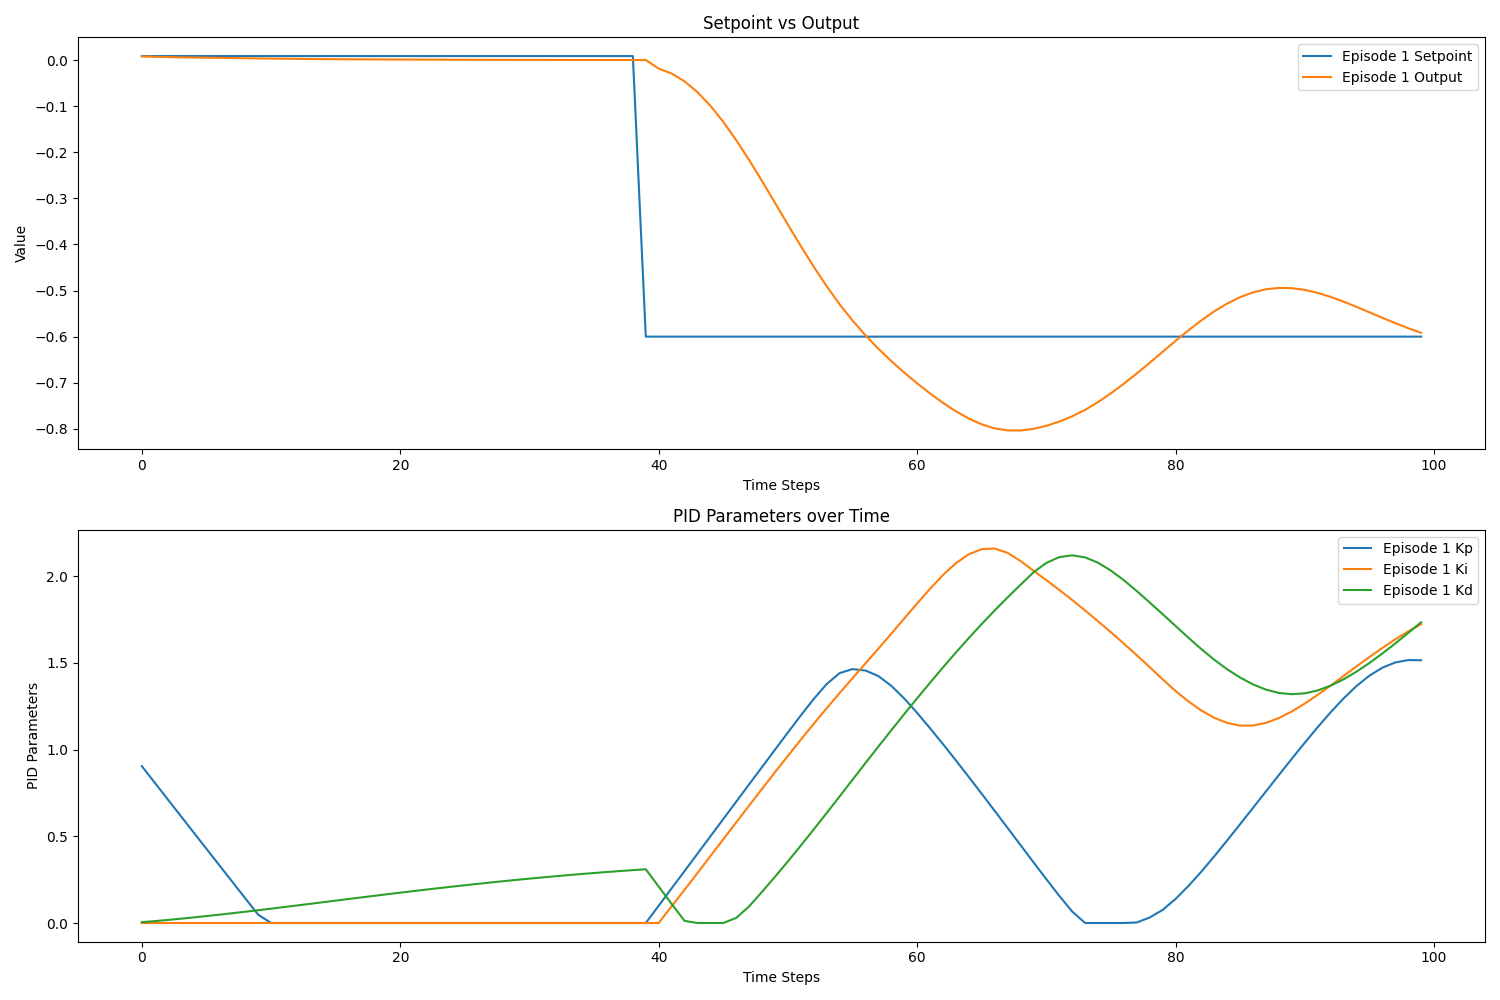 Setpoint vs Output
Episode 1 Setpoint
Episode 1 Output
Value
0.0
−0.1
−0.2
−0.3
−0.4
−0.5
−0.6
−0.7
−0.8
0 20 40 60 80 100
Time Steps
PID Parameters over Time
Episode 1 Kp
Episode 1 Ki
Episode 1 Kd
PID Parameters
2.0
1.5
1.0
0.5
0.0
0 20 40 60 80 100
Time Steps